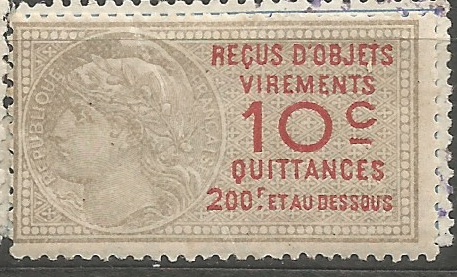 RÉPUBLIQUE FRANÇAISE
REÇUS D'OBJETS
VIREMENTS
10c
QUITTANCES
200F. ET AU DESSOUS